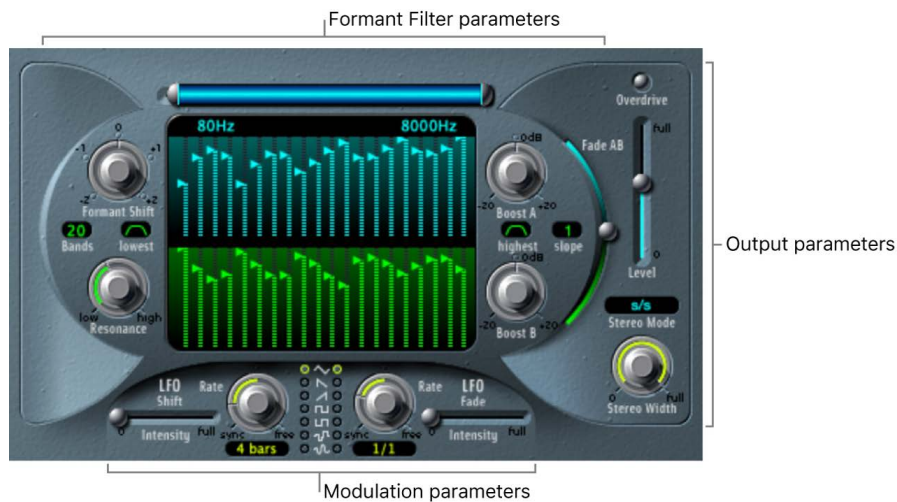 Formant Filter parameters
Overdrive
80Hz 8000Hz
full
0
0dB
Fade AB
-1 +1
-2 +2
Formant Shift
-20 +20
Boost A
20
Bands
lowest
highest
1
slope
Output parameters
0dB
0
Level
low high
Resonance
-20 +20
Boost B
s/s
Stereo Mode
LFO
Shift
Rate
Rate
LFO
Fade
0 full
Stereo Width
0 full
Intensity
sync free
4 bars
sync free
1/1
0 full
Intensity
Modulation parameters